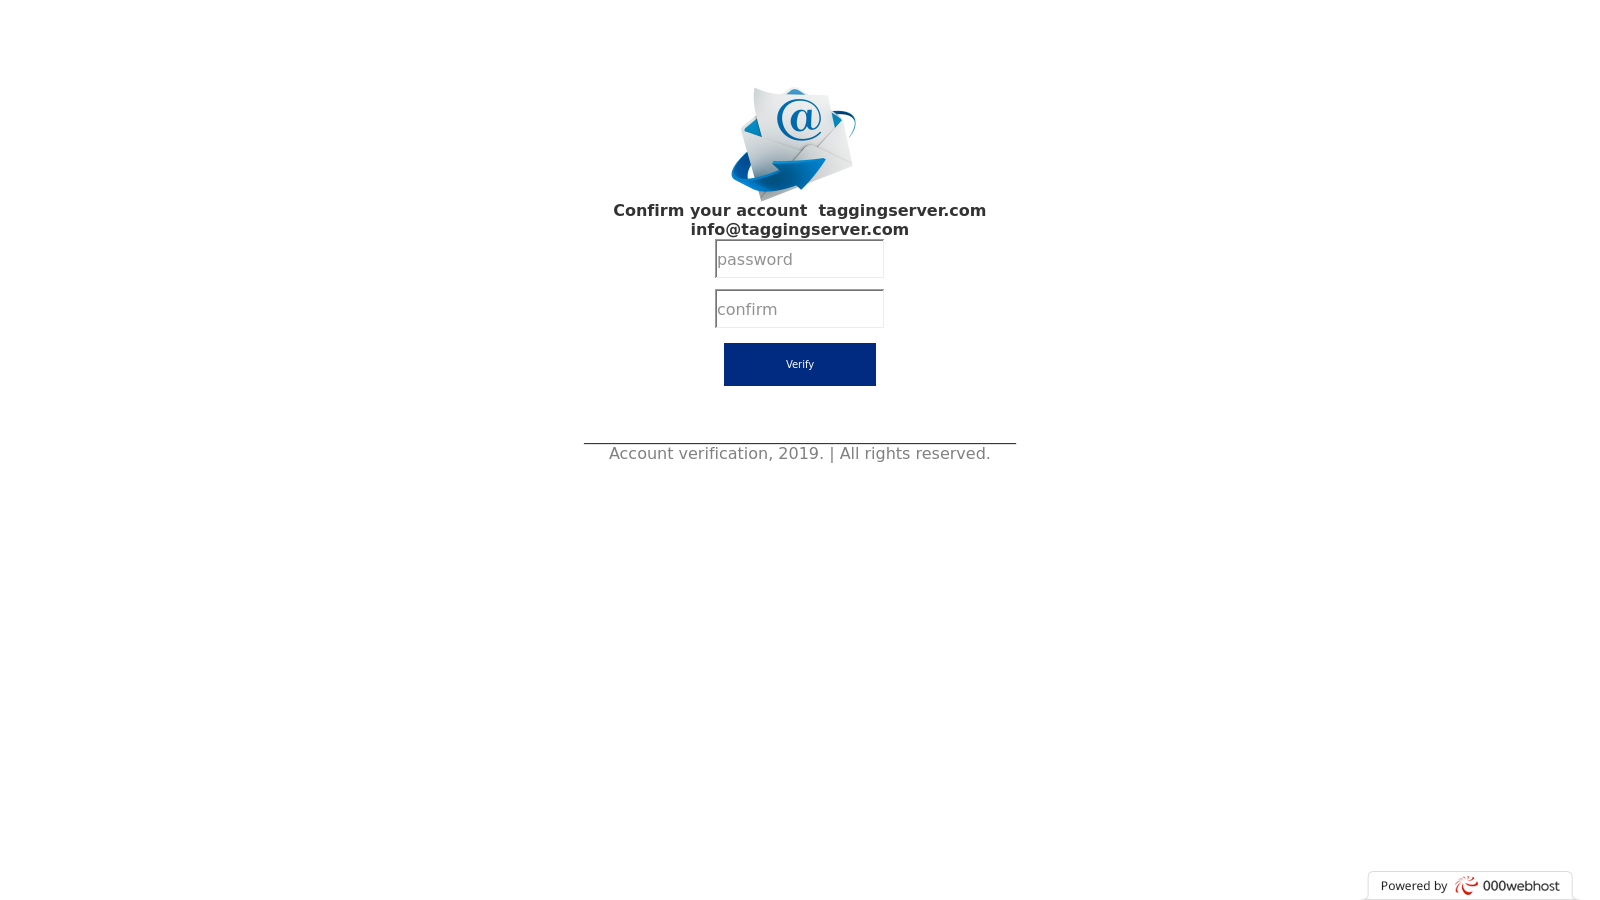 @
Confirm your account  taggingserver.com
info@taggingserver.com
password
confirm
Verify
Account verification, 2019. | All rights reserved.
Powered by 000webhost